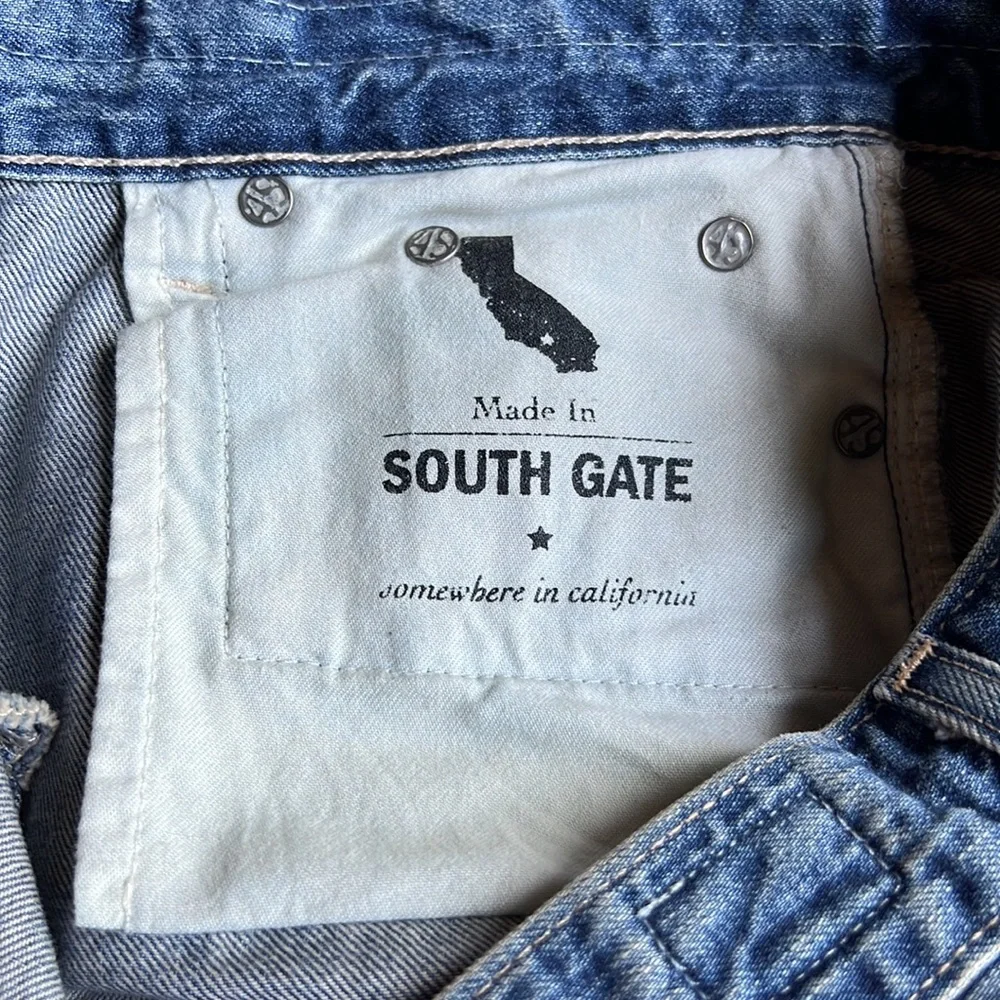 Made In
SOUTH GATE
somewhere in california